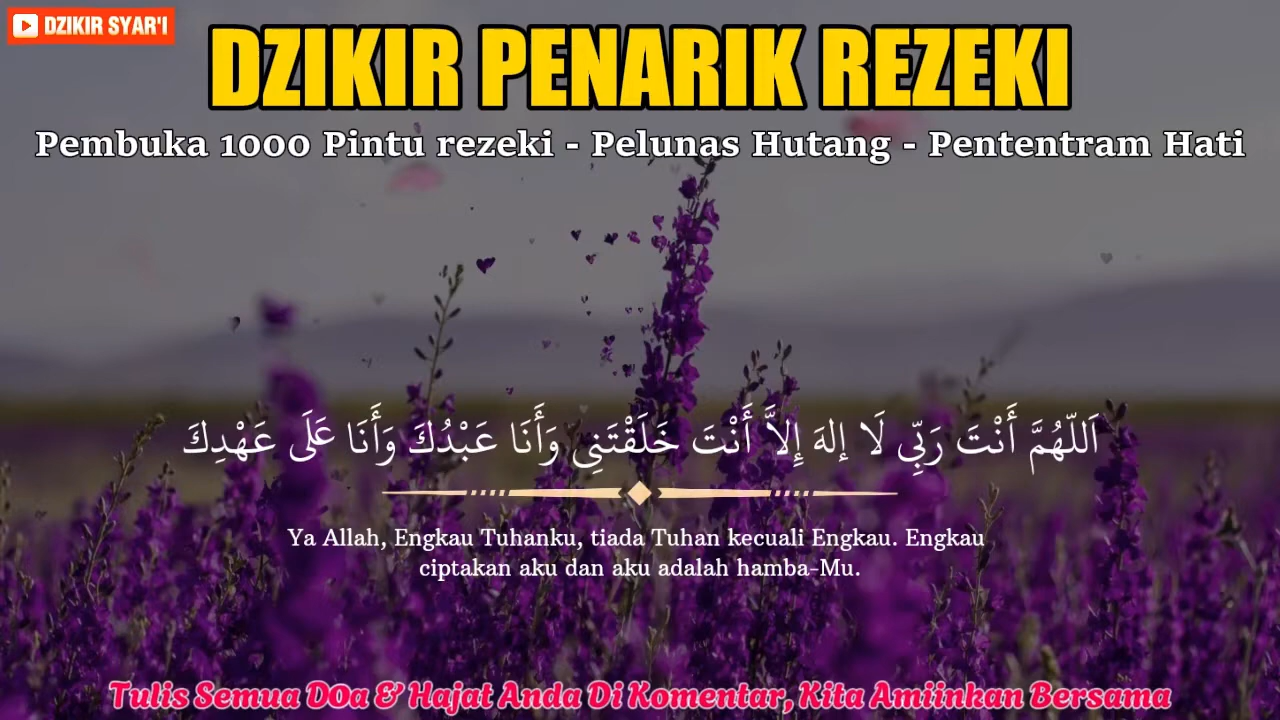 DZIKIR SYAR'I
DZIKIR PENARIK REZEKI
Pembuka 1000 Pintu rezeki - Pelunas Hutang - Pententram Hati
اَللّٰهُمَّ أَنْتَ رَبِّي لَا إِلهَ إِلاَّ أَنْتَ خَلَقْتَنِي وَأَنَا عَبْدُكَ وَأَنَا عَلَى عَهْدِكَ
Ya Allah, Engkau Tuhanku, tiada Tuhan kecuali Engkau. Engkau
ciptakan aku dan aku adalah hamba-Mu.
Tulis Semua DOa & Hajat Anda Di Komentar, Kita Amiinkan Bersama